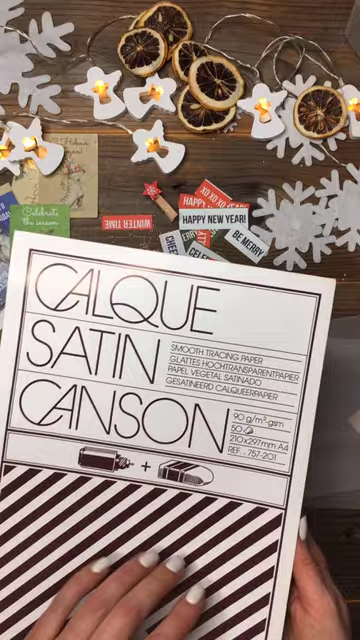 Celebrate
the season
WINTER TIME
XO XO XO
HAPPY
HAPPY NEW YEAR!
BE MERRY
CALQUE
SATIN
CANSON
SMOOTH TRACING PAPER
GLATTES HOCHTRANSPARENTPAPIER
PAPEL VEGETAL SATINADO
GESATINEERD CALQUEERPAPIER
90 g/m²-gsm
50
210x297mm A4
REF. : 757-201
+